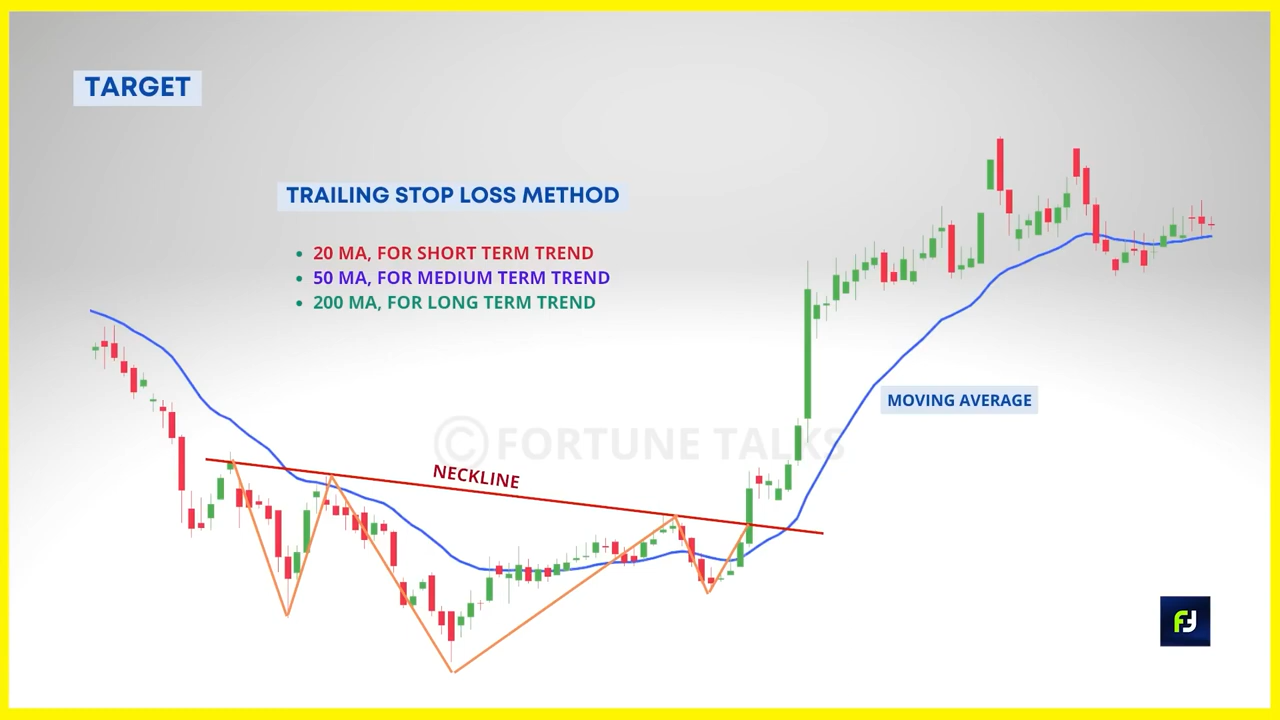 TARGET
TRAILING STOP LOSS METHOD
• 20 MA, FOR SHORT TERM TREND
• 50 MA, FOR MEDIUM TERM TREND
• 200 MA, FOR LONG TERM TREND
MOVING AVERAGE
© FORTUNE TALKS
NECKLINE